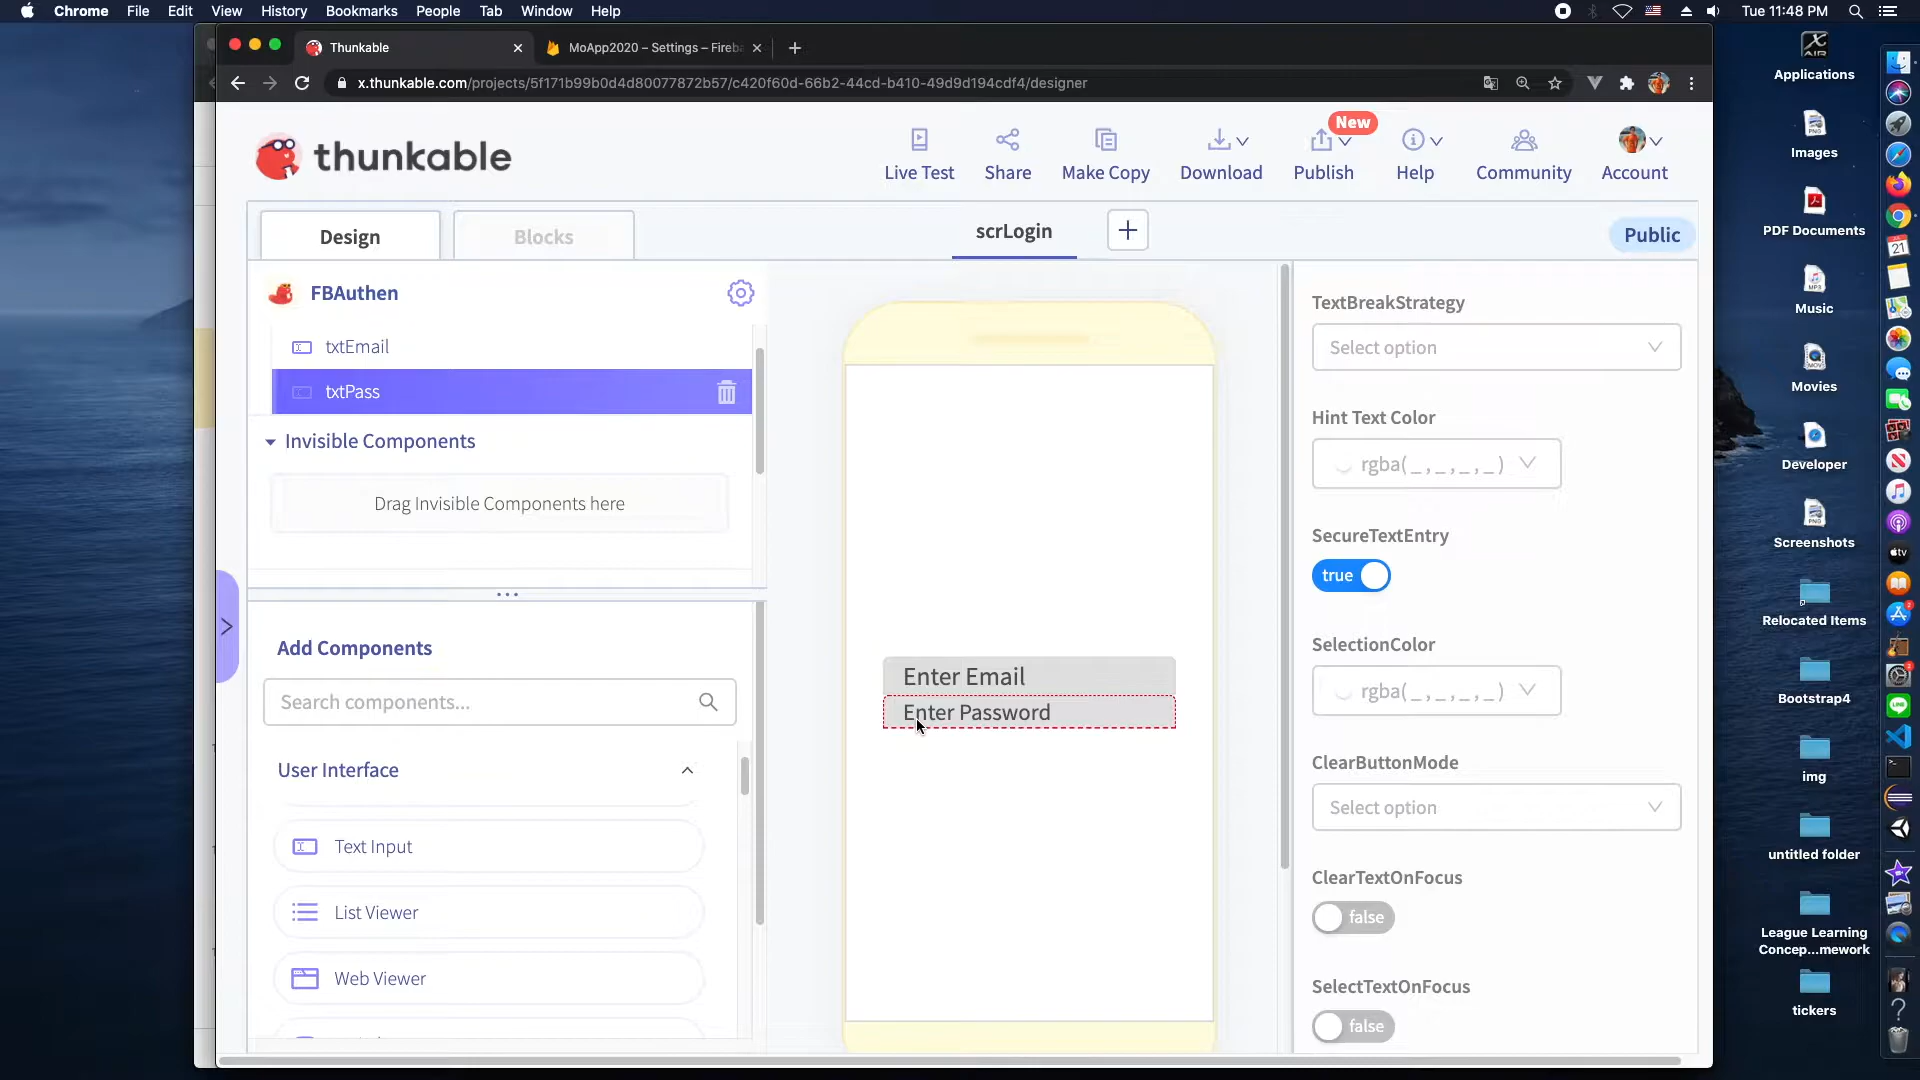 Chrome File Edit View History Bookmarks People Tab Window Help
Tue 11:48 PM
Thunkable
MoApp2020 – Settings – Fireba
x.thunkable.com/projects/5f171b99b0d4d80077872b57/c420f60d-66b2-44cd-b410-49d9d194cdf4/designer
thunkable
New
Live Test
Share
Make Copy
Download
Publish
Help
Community
Account
Design
Blocks
scrLogin
Public
FBAuthen
txtEmail
txtPass
Invisible Components
Drag Invisible Components here
Add Components
Search components...
User Interface
Text Input
List Viewer
Web Viewer
Enter Email
Enter Password
TextBreakStrategy
Select option
Hint Text Color
rgba( _ , _ , _ , _ )
SecureTextEntry
true
SelectionColor
rgba( _ , _ , _ , _ )
ClearButtonMode
Select option
ClearTextOnFocus
false
SelectTextOnFocus
false
Applications
Images
PDF Documents
Music
Movies
Developer
Screenshots
Relocated Items
Bootstrap4
img
untitled folder
League Learning
Concep...mework
tickers